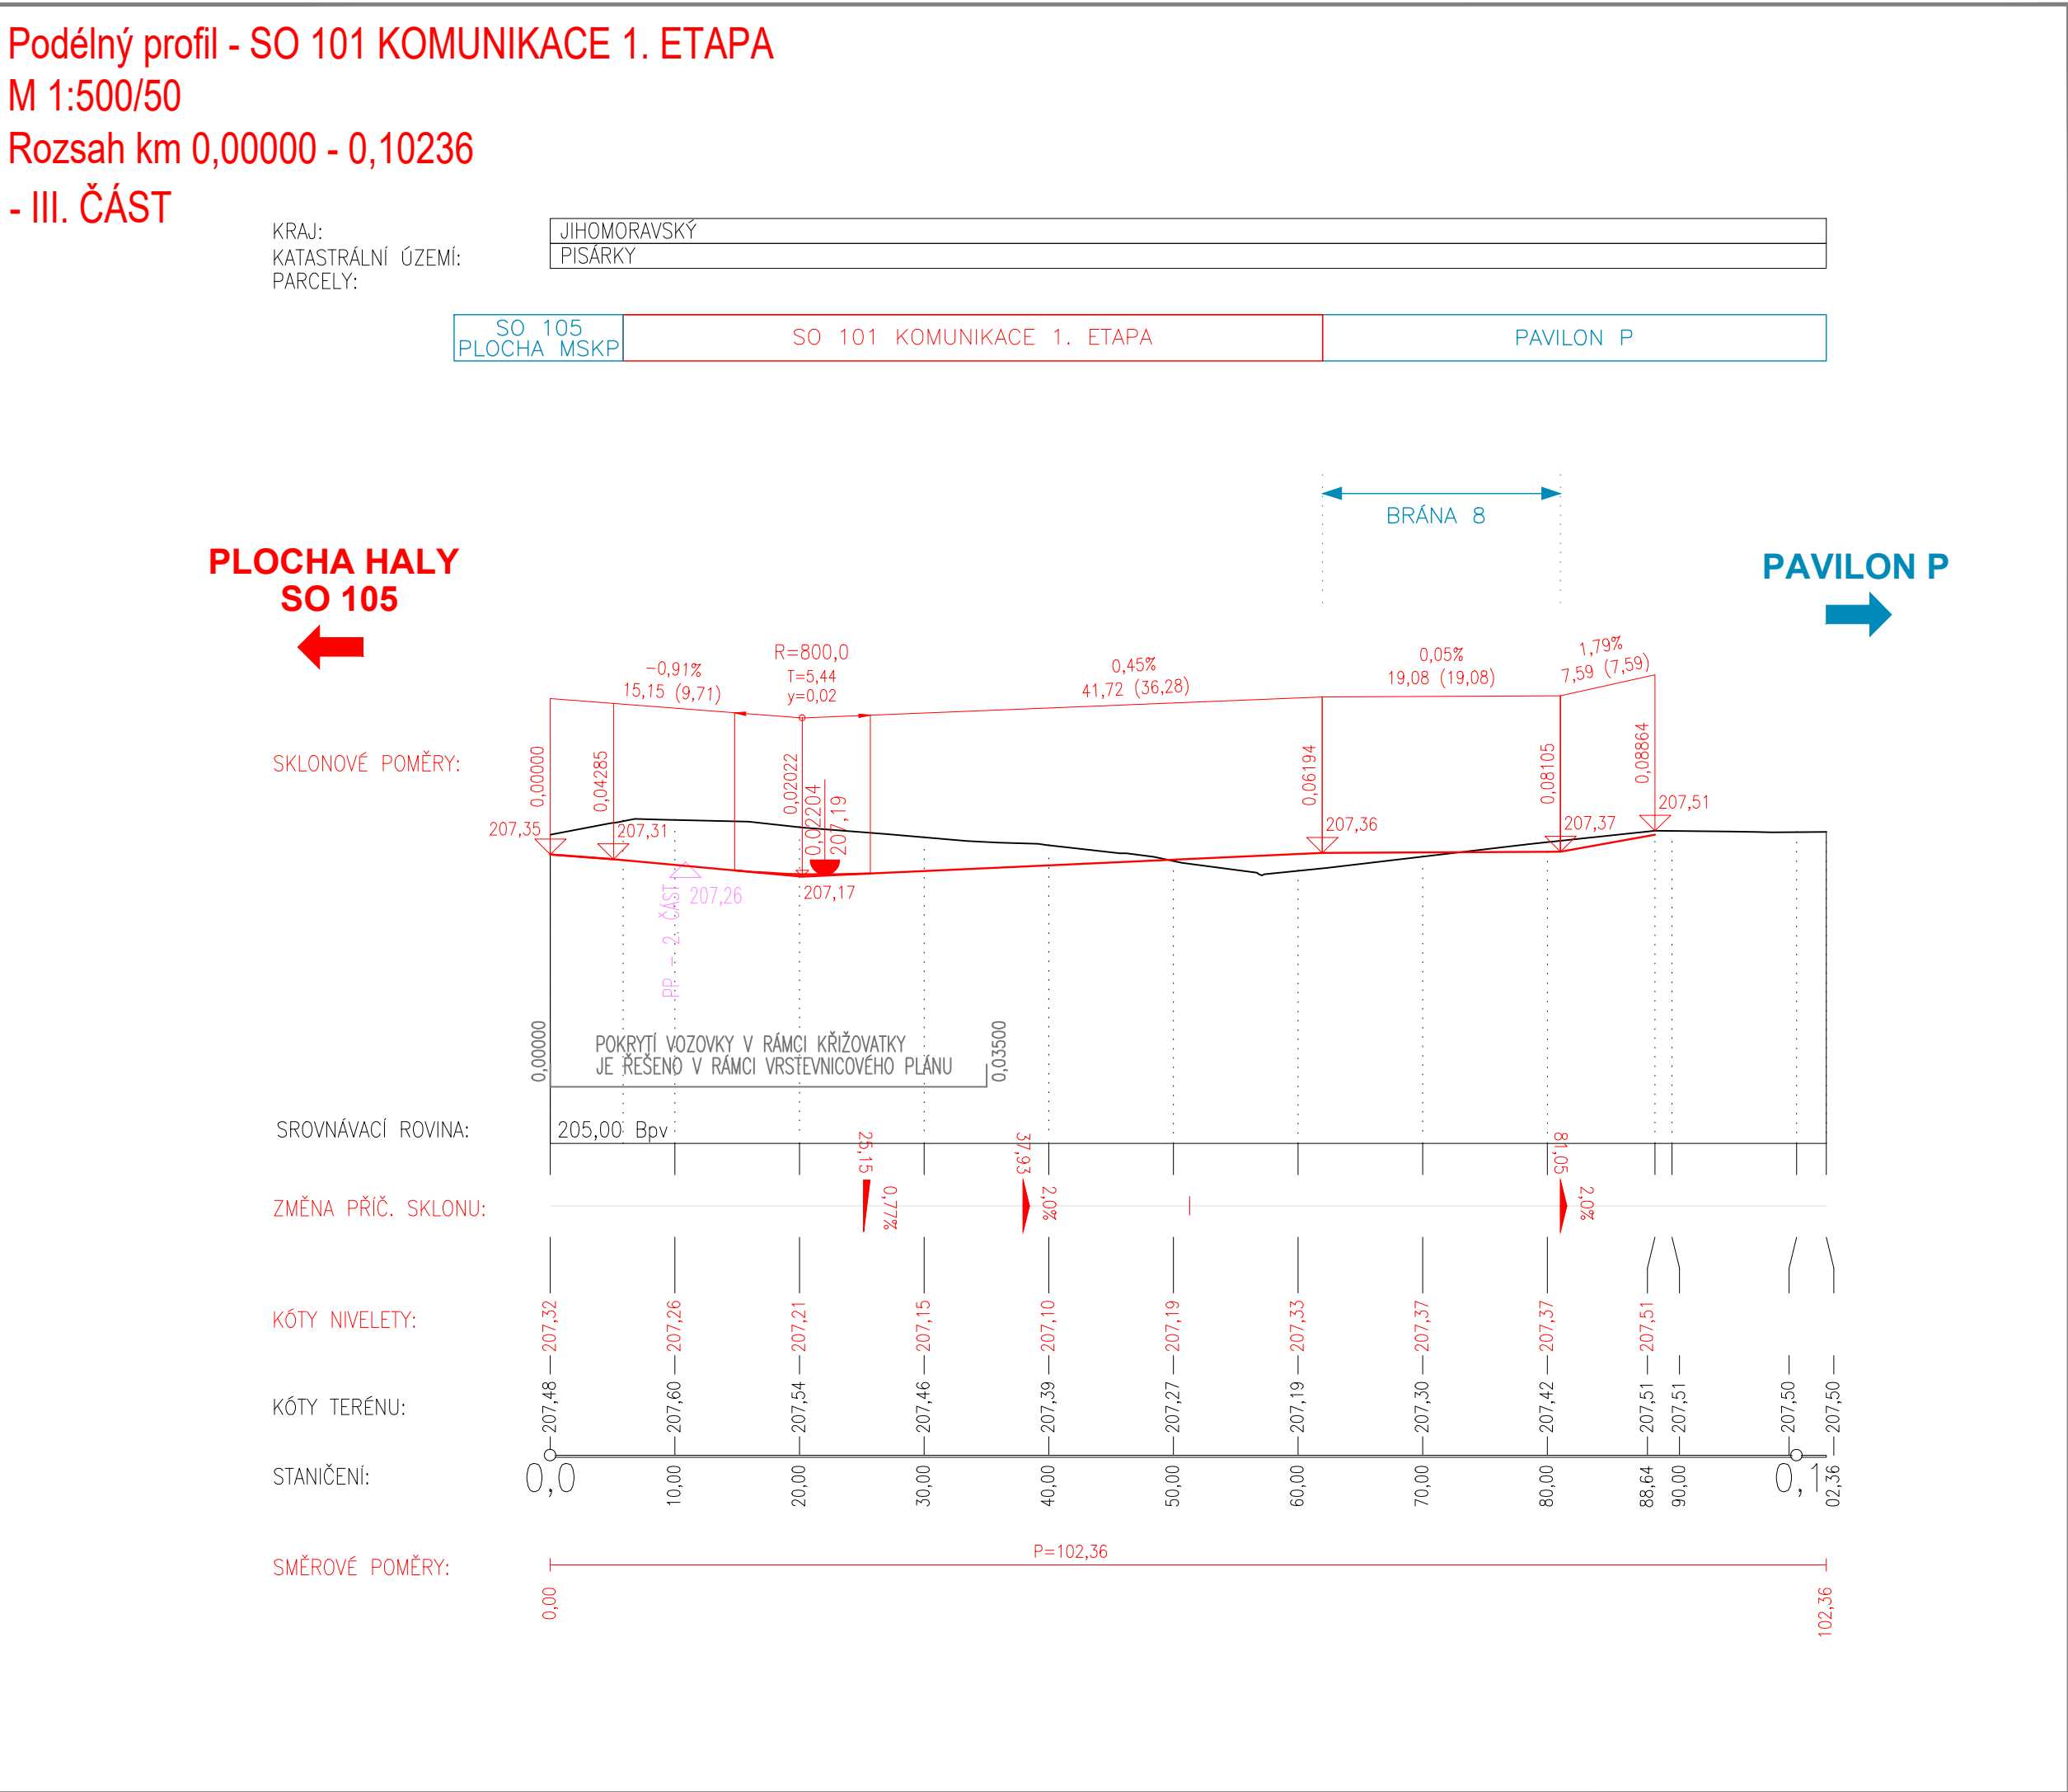 Podélný profil - SO 101 KOMUNIKACE 1. ETAPA
M 1:500/50
Rozsah km 0,00000 - 0,10236
- III. ČÁST
KRAJ:
JIHOMORAVSKÝ
KATASTRÁLNÍ ÚZEMÍ:
PISÁRKY
PARCELY:
SO 105
PLOCHA MSKP
SO 101 KOMUNIKACE 1. ETAPA
PAVILON P
BRÁNA 8
PLOCHA HALY
SO 105
PAVILON P
-0,91%
15,15 (9,71)
R=800,0
T=5,44
y=0,02
0,45%
41,72 (36,28)
0,05%
19,08 (19,08)
1,79%
7,59 (7,59)
SKLONOVÉ POMĚRY:
0,00000
0,04285
0,02022
0,02204
207,19
0,06194
0,08105
0,08864
207,35
207,31
207,17
207,36
207,37
207,51
PP - 2. ČÁST
207,26
0,00000
POKRYTÍ VOZOVKY V RÁMCI KŘIŽOVATKY
JE ŘEŠENO V RÁMCI VRSTEVNICOVÉHO PLÁNU
0,03500
SROVNÁVACÍ ROVINA:
205,00 Bpv
ZMĚNA PŘÍČ. SKLONU:
25,15
0,77%
37,93
2,0%
81,05
2,0%
KÓTY NIVELETY:
207,32 207,26 207,21 207,15 207,10 207,19 207,33 207,37 207,37 207,51
KÓTY TERÉNU:
207,48 207,60 207,54 207,46 207,39 207,27 207,19 207,30 207,42 207,51 207,51 207,50 207,50
STANIČENÍ:
0,0 10,00 20,00 30,00 40,00 50,00 60,00 70,00 80,00 88,64 90,00 0,1 02,36
SMĚROVÉ POMĚRY:
P=102,36
0,00
102,36